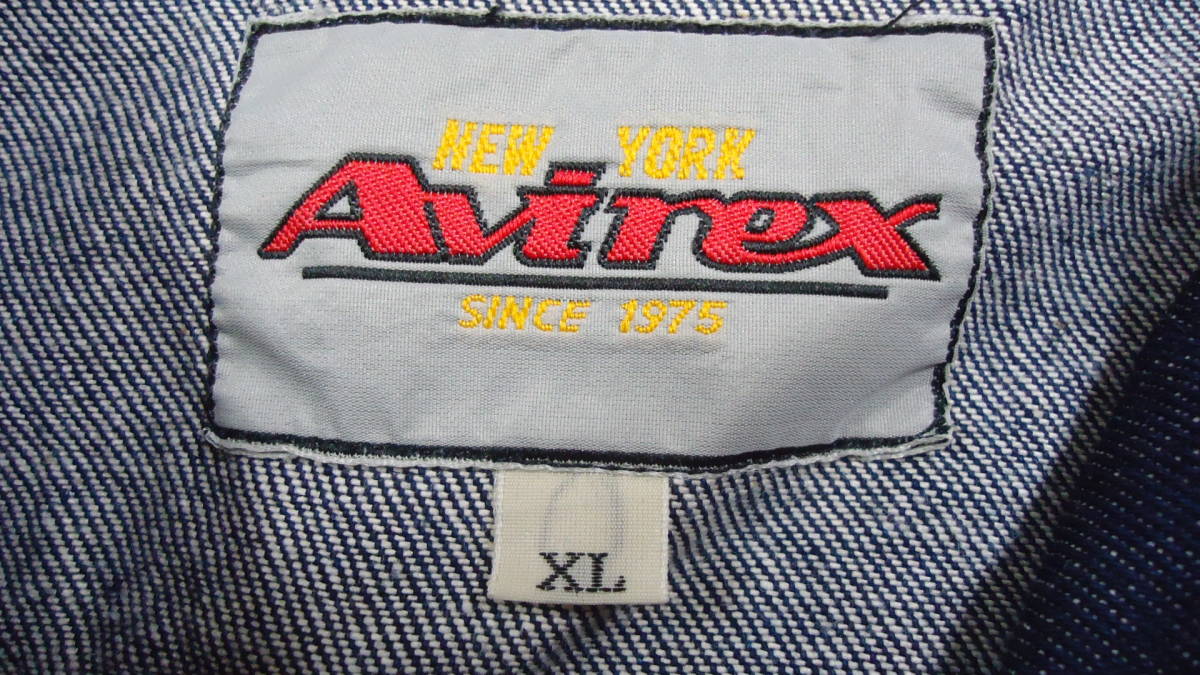 NEW YORK
Avirex
SINCE 1975
XL